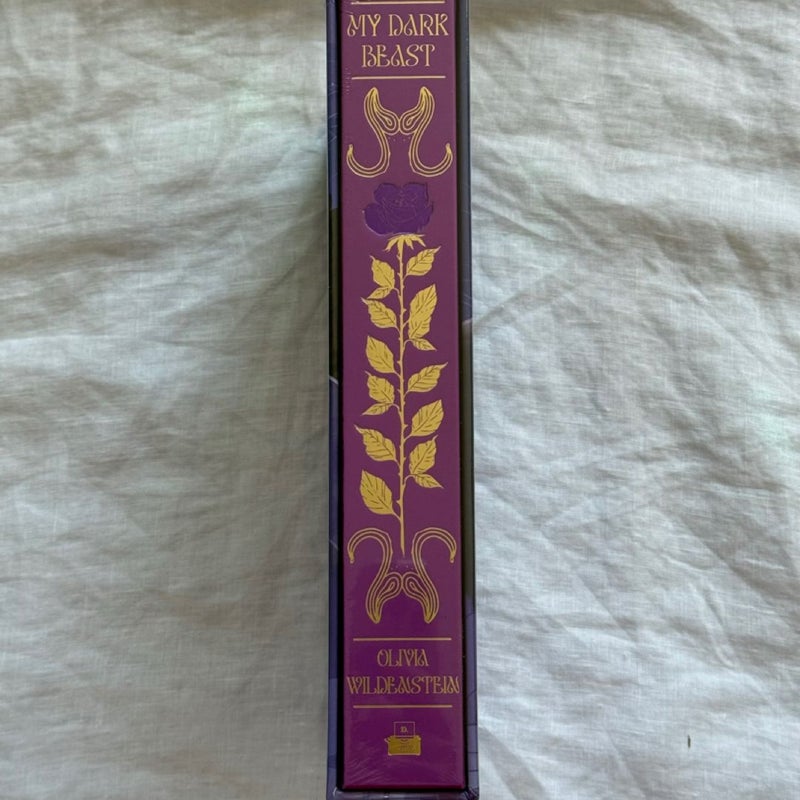 MY DARK
BEAST
OLIVIA
WILDENSTEIN
B.